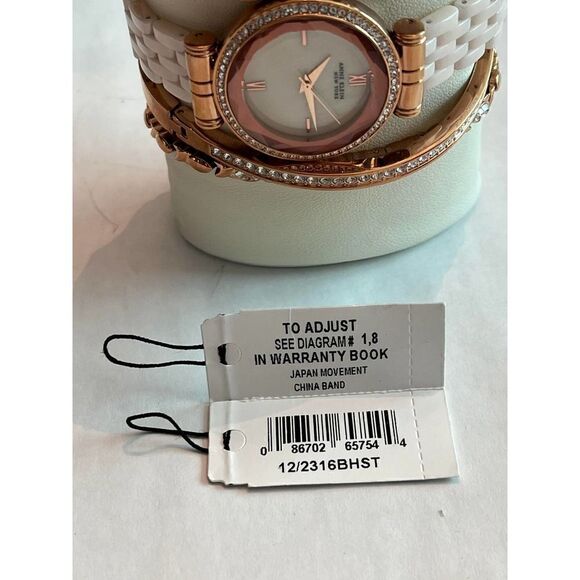 ANNE KLEIN
NEW YORK
TO ADJUST
SEE DIAGRAM# 1,8
IN WARRANTY BOOK
JAPAN MOVEMENT
CHINA BAND
0 86702 65754 4
12/2316BHST